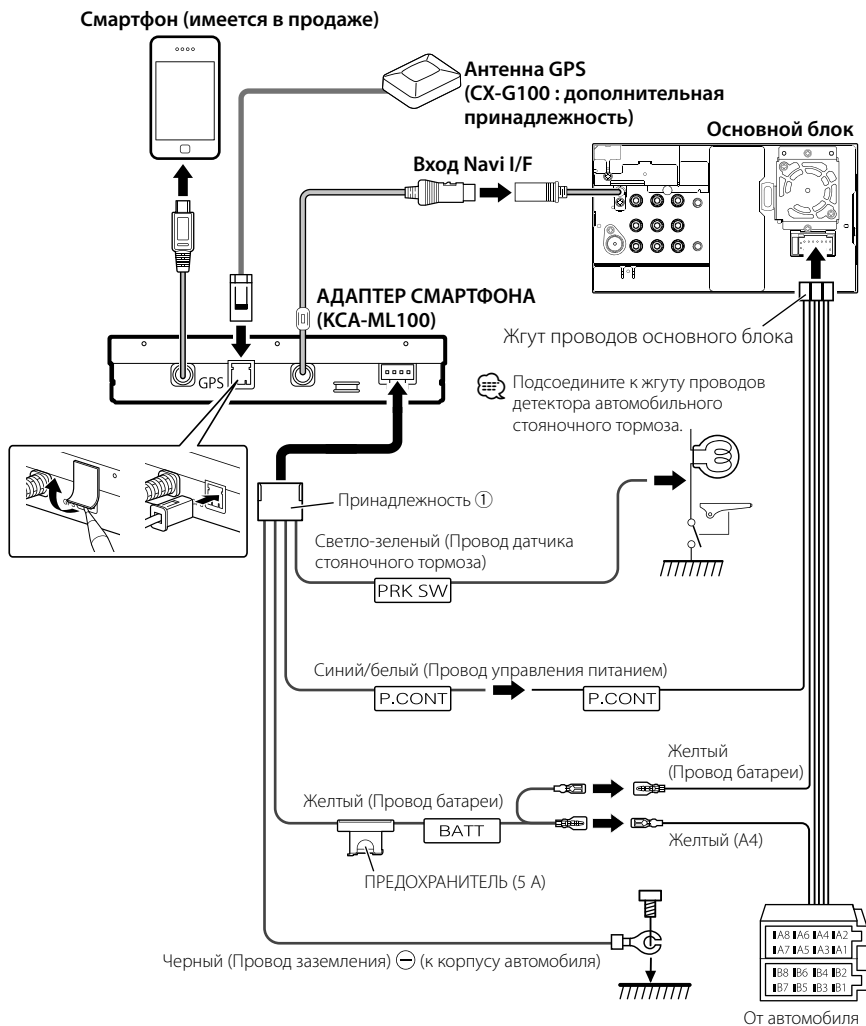 Смартфон (имеется в продаже)
Антенна GPS
(CX-G100 : дополнительная
принадлежность)
Основной блок
Вход Navi I/F
АДАПТЕР СМАРТФОНА
(KCA-ML100)
Жгут проводов основного блока
GPS
Подсоедините к жгуту проводов
детектора автомобильного
стояночного тормоза.
Принадлежность ①
Светло-зеленый (Провод датчика
стояночного тормоза)
PRK SW
Синий/белый (Провод управления питанием)
P.CONT
P.CONT
Желтый
(Провод батареи)
Желтый (Провод батареи)
BATT
Желтый (A4)
ПРЕДОХРАНИТЕЛЬ (5 A)
Черный (Провод заземления) ⊖ (к корпусу автомобиля)
A8 A6 A4 A2
A7 A5 A3 A1
B8 B6 B4 B2
B7 B5 B3 B1
От автомобиля